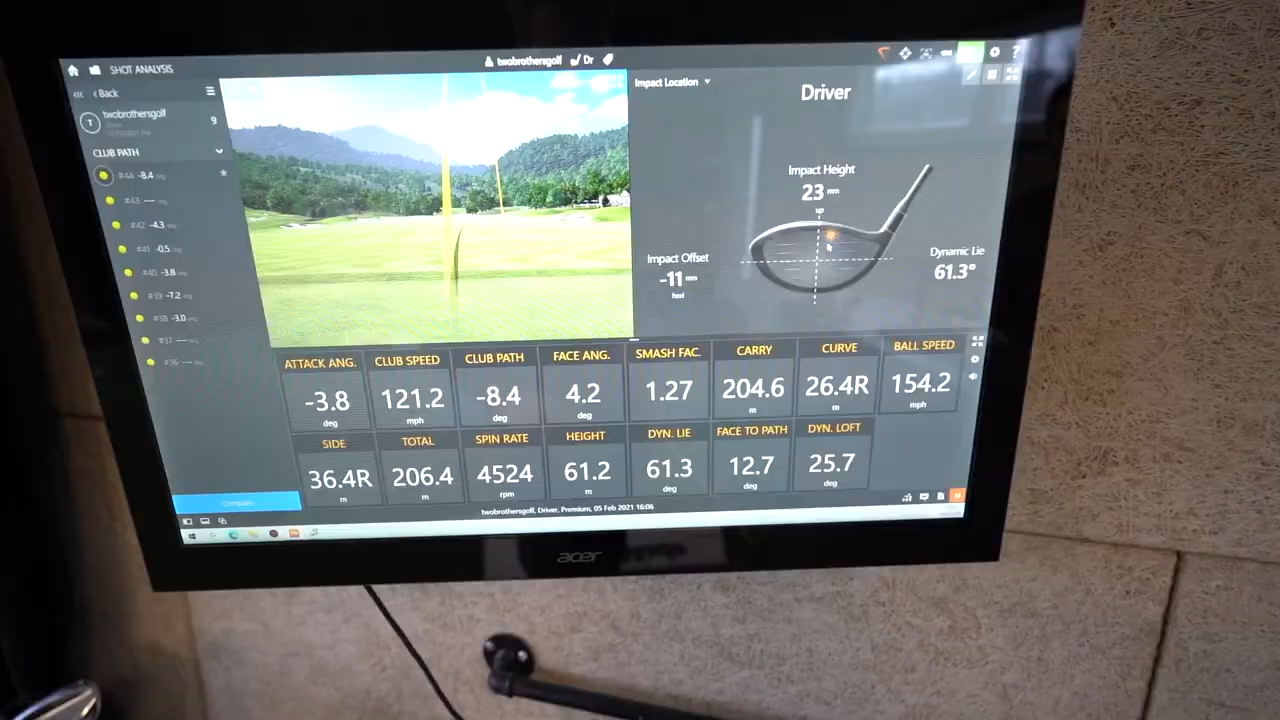 SHOT ANALYSIS
twobrothersgolf Dr
Back
twobrothersgolf
9
CLUB PATH
#44 -8.4
#43 ---
#42 -4.3
#41 -0.5
#40 -3.8
#39 -7.2
#38 -3.0
#37 ---
#36 ---
Impact Location
Driver
Impact Height
23 mm
up
Impact Offset
-11 mm
heel
Dynamic Lie
61.3°
ATTACK ANG. CLUB SPEED CLUB PATH FACE ANG. SMASH FAC. CARRY CURVE BALL SPEED
-3.8 121.2 -8.4 4.2 1.27 204.6 26.4R 154.2
deg mph deg deg m m mph
SIDE TOTAL SPIN RATE HEIGHT DYN. LIE FACE TO PATH DYN. LOFT
36.4R 206.4 4524 61.2 61.3 12.7 25.7
m m rpm m deg deg deg
twobrothersgolf, Driver, Premium, 05 Feb 2021 16:06
acer